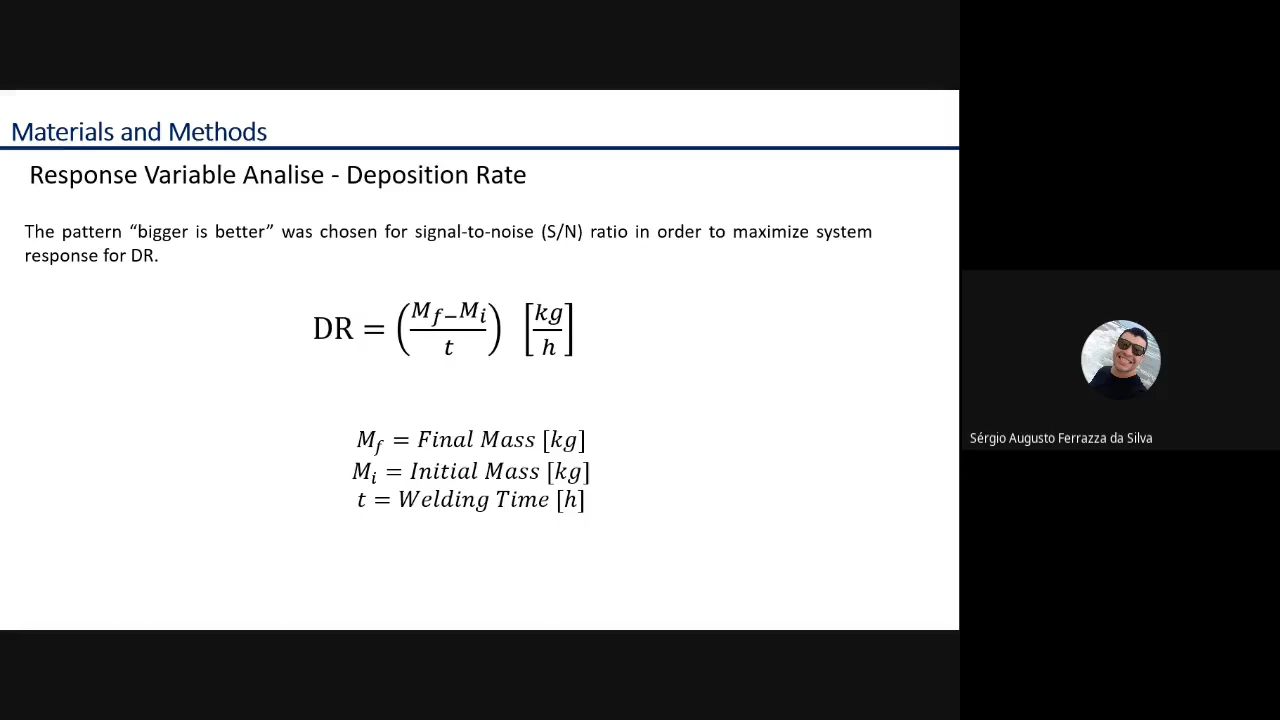 Materials and Methods
Response Variable Analise - Deposition Rate
The pattern “bigger is better” was chosen for signal-to-noise (S/N) ratio in order to maximize system
response for DR.
DR = (M_f−M_i / t) [kg/h]
M_f = Final Mass [kg]
M_i = Initial Mass [kg]
t = Welding Time [h]
Sérgio Augusto Ferrazza da Silva